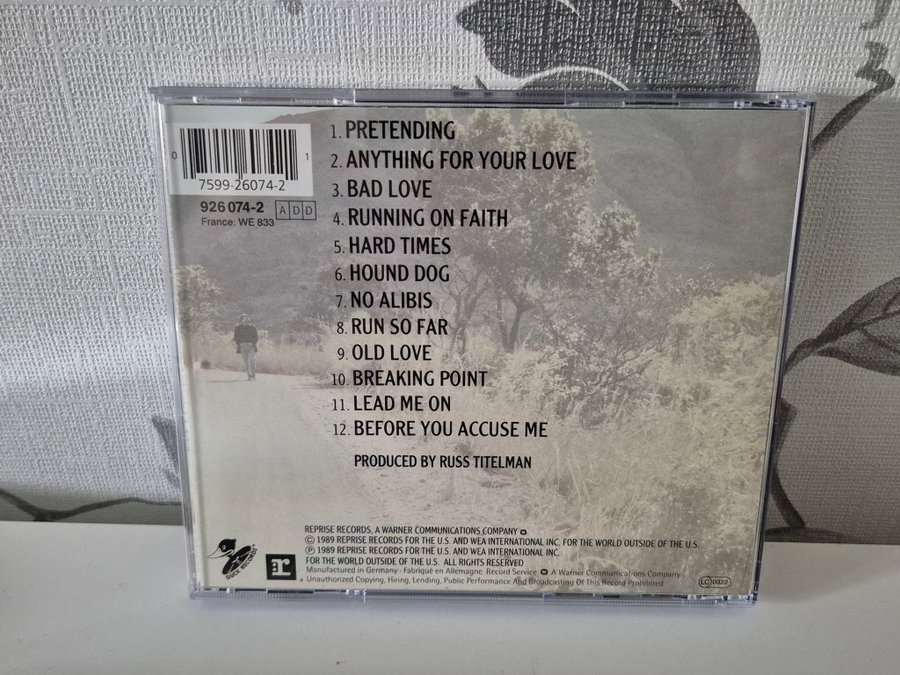 0 1
7599-26074-2
926 074-2 ADD
France: WE 833
1. PRETENDING
2. ANYTHING FOR YOUR LOVE
3. BAD LOVE
4. RUNNING ON FAITH
5. HARD TIMES
6. HOUND DOG
7. NO ALIBIS
8. RUN SO FAR
9. OLD LOVE
10. BREAKING POINT
11. LEAD ME ON
12. BEFORE YOU ACCUSE ME
PRODUCED BY RUSS TITELMAN
REPRISE RECORDS, A WARNER COMMUNICATIONS COMPANY
© 1989 REPRISE RECORDS FOR THE U.S. AND WEA INTERNATIONAL INC. FOR THE WORLD OUTSIDE OF THE U.S.
℗ 1989 REPRISE RECORDS FOR THE U.S. AND WEA INTERNATIONAL INC.
FOR THE WORLD OUTSIDE OF THE U.S. ALL RIGHTS RESERVED
Manufactured in Germany · Fabriqué en Allemagne. Record Service A Warner Communications Company
Unauthorized Copying, Hiring, Lending, Public Performance And Broadcasting Of This Record Prohibited
DUCK RECORDS
r
LC 0322